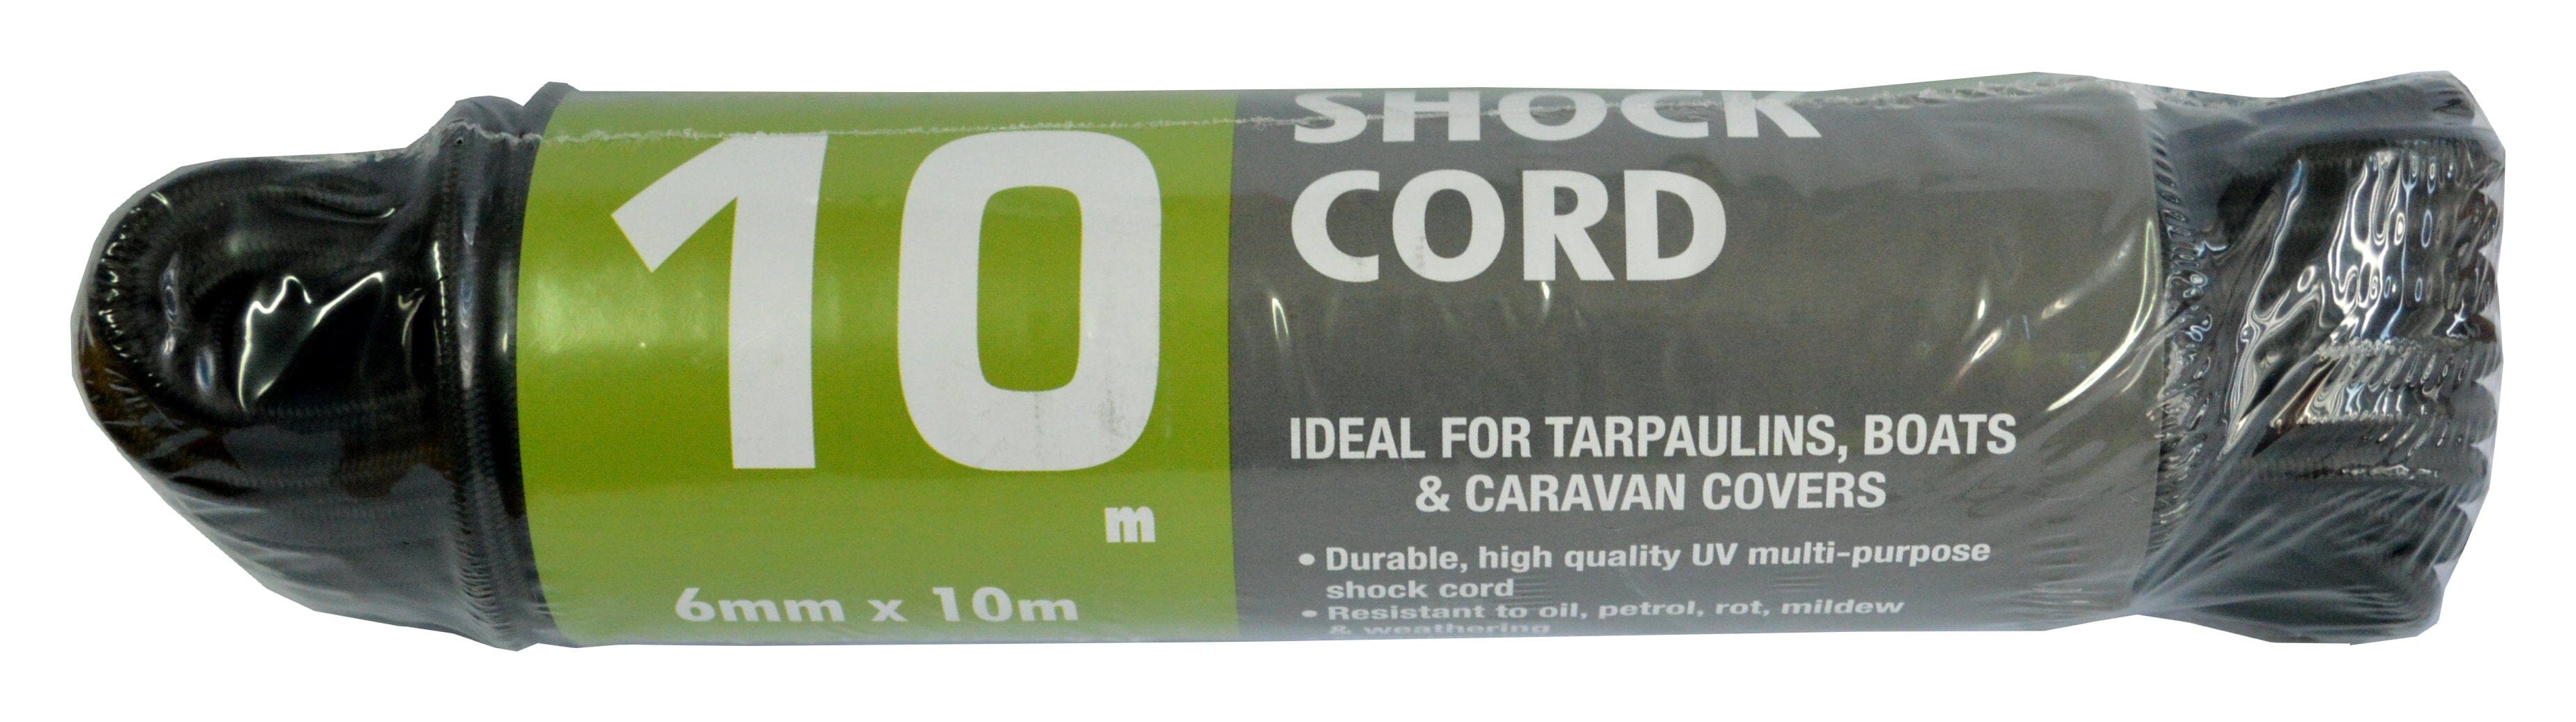 10
m
6mm x 10m
SHOCK
CORD
IDEAL FOR TARPAULINS, BOATS
& CARAVAN COVERS
• Durable, high quality UV multi-purpose
shock cord
• Resistant to oil, petrol, rot, mildew
& weathering